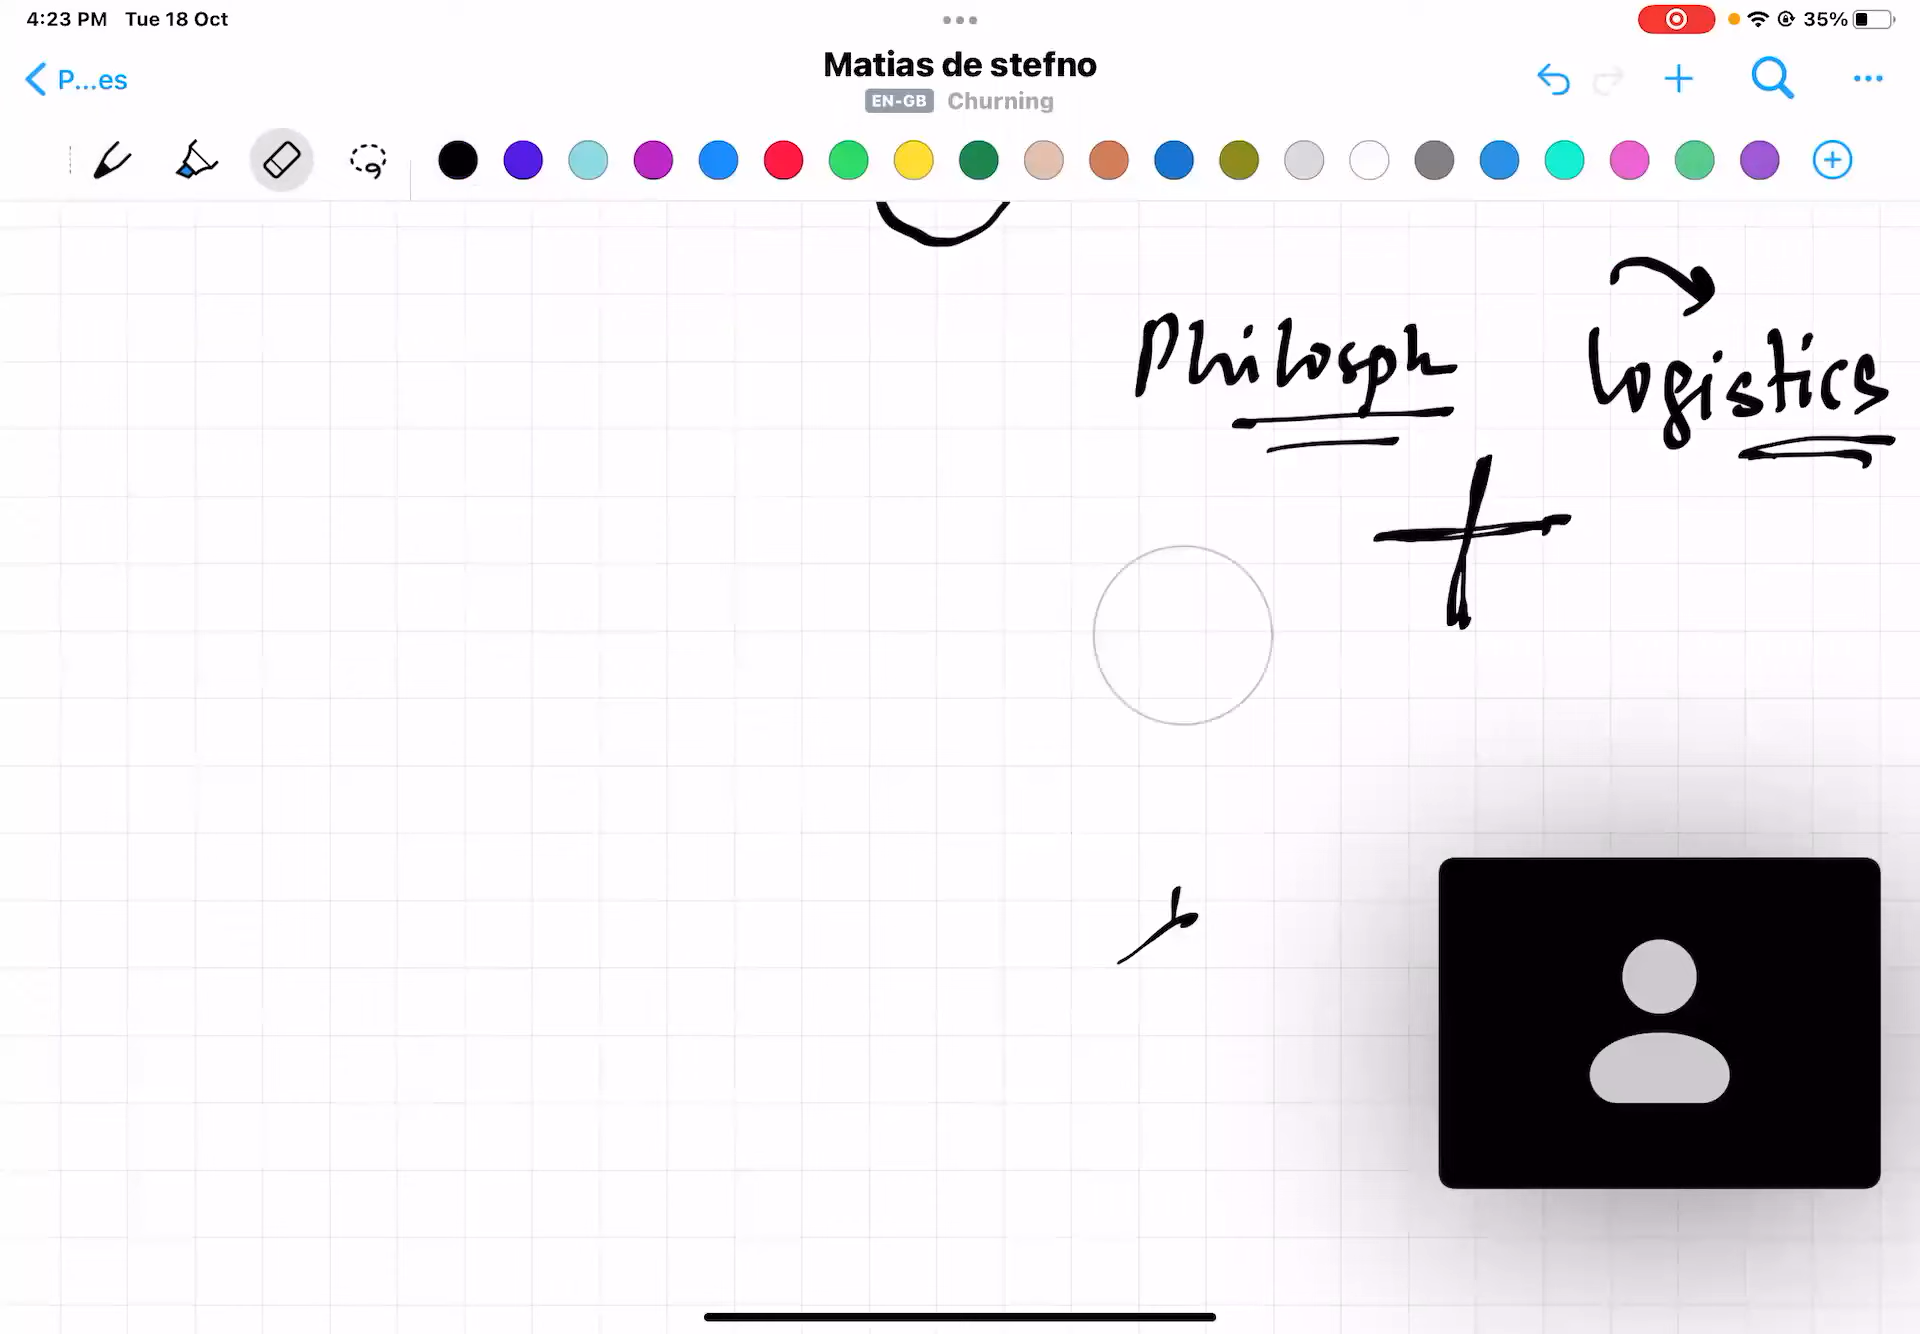 4:23 PM Tue 18 Oct
35%
P...es
Matias de stefno
EN-GB Churning
Philosph logistics